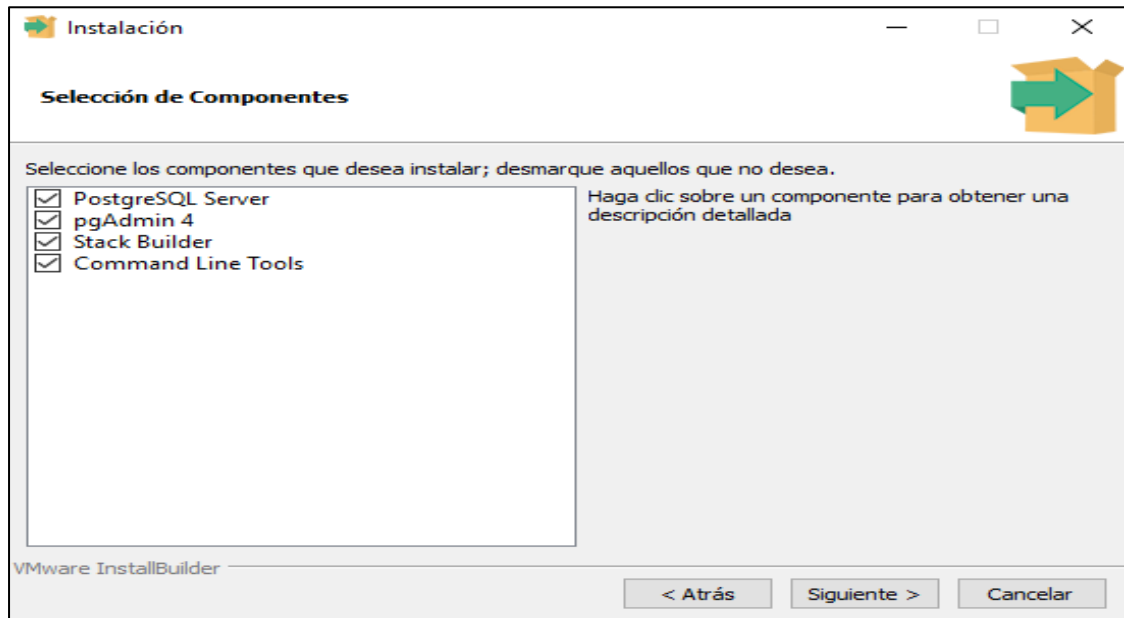 Instalación
Selección de Componentes
Seleccione los componentes que desea instalar; desmarque aquellos que no desea.
PostgreSQL Server
pgAdmin 4
Stack Builder
Command Line Tools
Haga clic sobre un componente para obtener una
descripción detallada
VMware InstallBuilder
< Atrás
Siguiente >
Cancelar